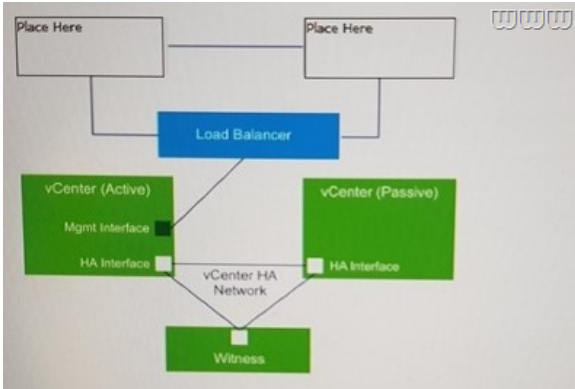 www
Place Here
Place Here
Load Balancer
vCenter (Active)
Mgmt Interface
HA Interface
vCenter (Passive)
HA Interface
vCenter HA
Network
Witness